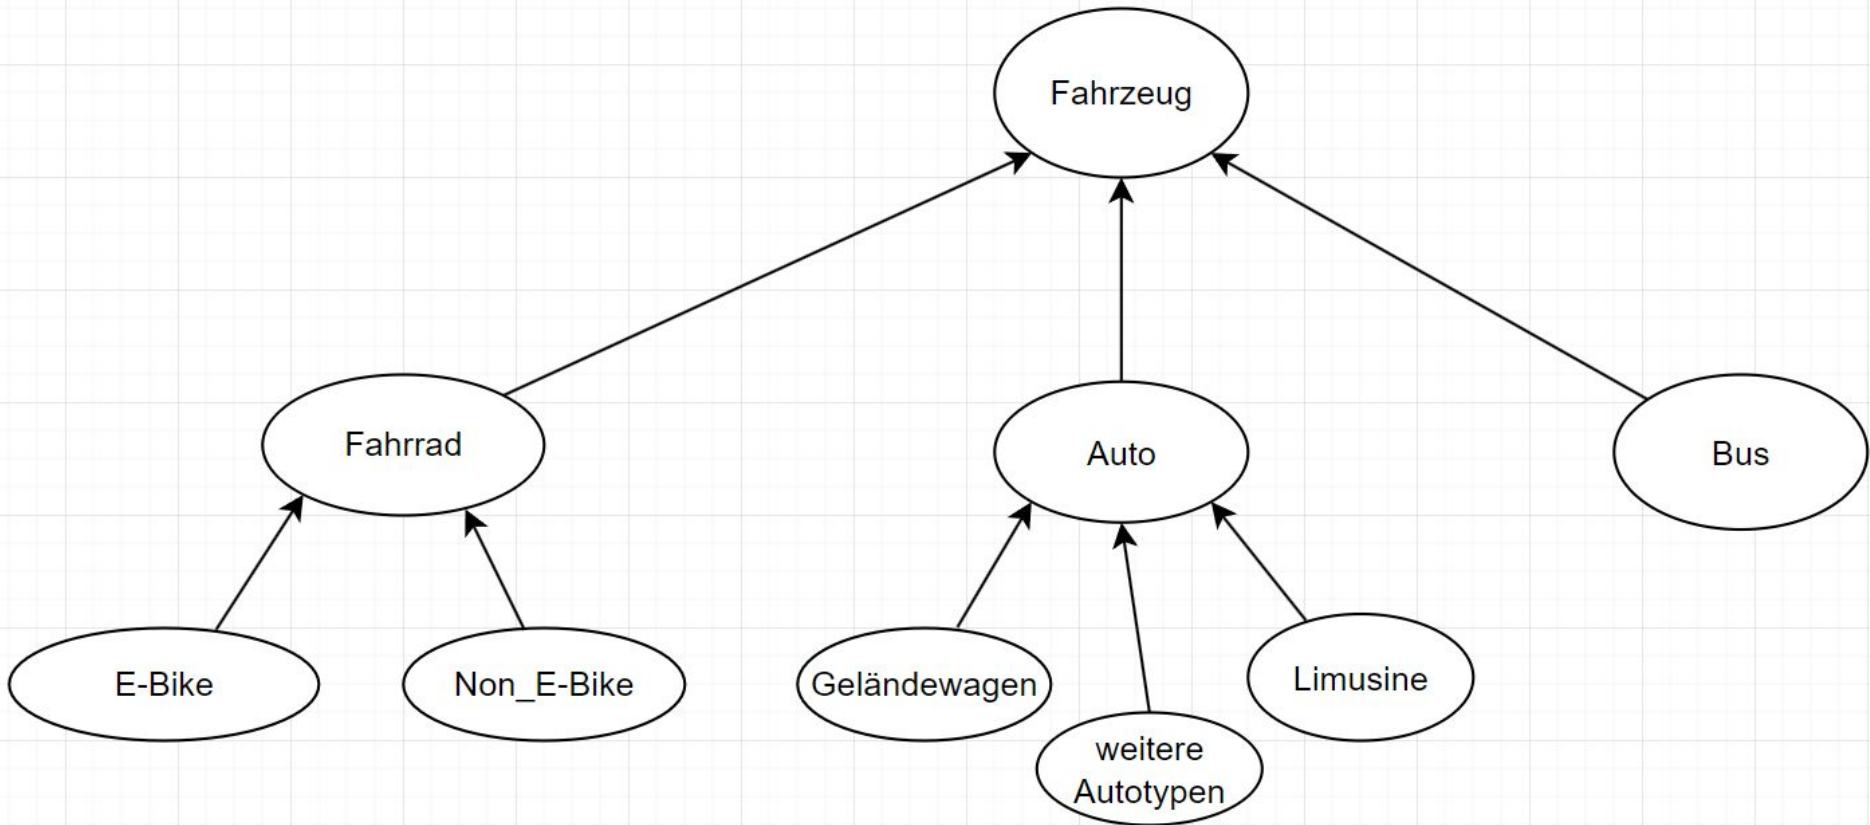 Fahrzeug
Fahrrad
Auto
Bus
E-Bike
Non_E-Bike
Geländewagen
Limusine
weitere
Autotypen